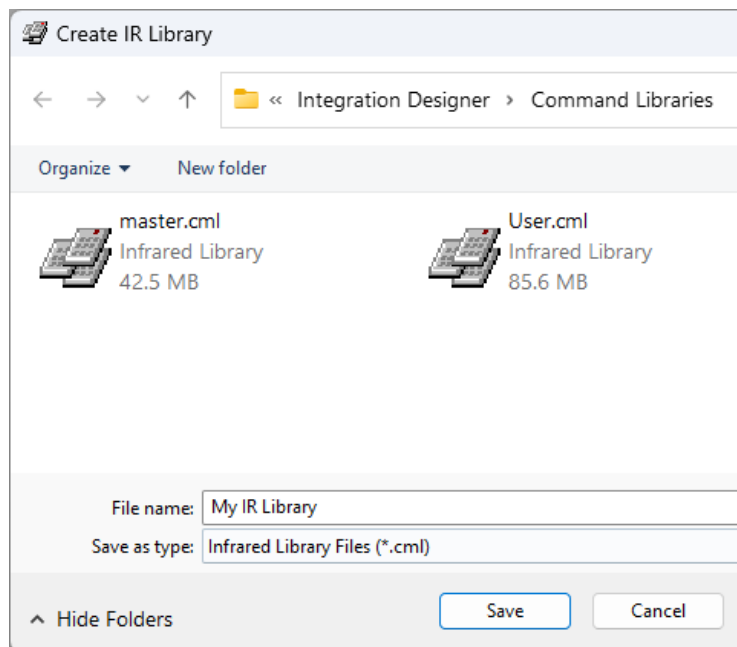 Create IR Library
« Integration Designer > Command Libraries
Organize New folder
master.cml
Infrared Library
42.5 MB
User.cml
Infrared Library
85.6 MB
File name: My IR Library
Save as type: Infrared Library Files (*.cml)
Hide Folders Save Cancel